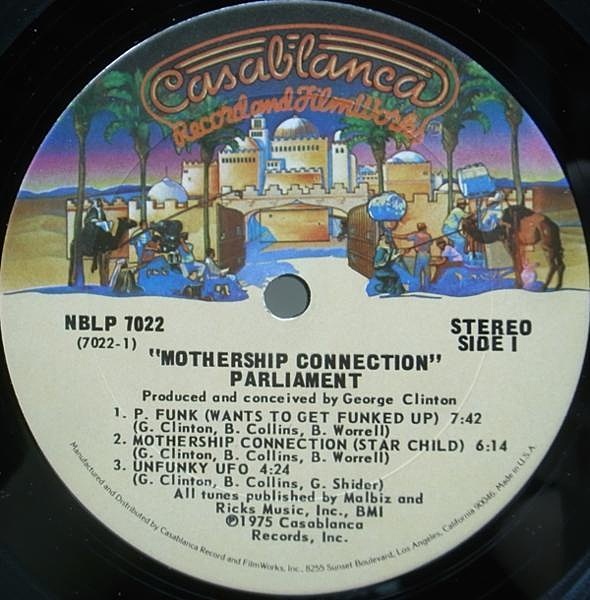 Casablanca
Record and FilmWorks
NBLP 7022
(7022-1)
STEREO
SIDE I
"MOTHERSHIP CONNECTION"
PARLIAMENT
Produced and conceived by George Clinton
1. P. FUNK (WANTS TO GET FUNKED UP) 7:42
(G. Clinton, B. Collins, B. Worrell)
2. MOTHERSHIP CONNECTION (STAR CHILD) 6:14
(G. Clinton, B. Collins, B. Worrell)
3. UNFUNKY UFO 4:24
(G. Clinton, B. Collins, G. Shider)
All tunes published by Malbiz and
Ricks Music, Inc., BMI
℗1975 Casablanca
Records, Inc.
Manufactured and Distributed by Casablanca Record and FilmWorks, Inc., 8255 Sunset Boulevard, Los Angeles, California 90046. Made in U.S.A.